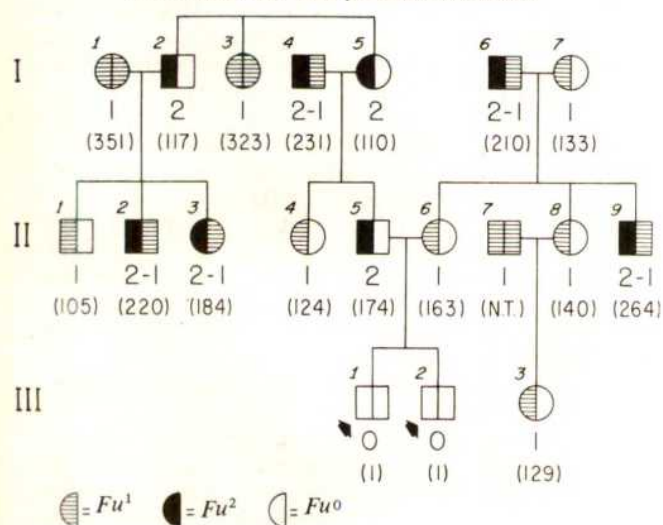 1 2 3 4 5 6 7
I
1 2 1 2-1 2 2-1 1
(351) (117) (323) (231) (110) (210) (133)
1 2 3 4 5 6 7 8 9
II
1 2-1 2-1 1 2 1 1 1 2-1
(105) (220) (184) (124) (174) (163) (N.T.) (140) (264)
1 2 3
III
0 0 1
(1) (1) (129)
= Fu¹ = Fu² = Fu⁰